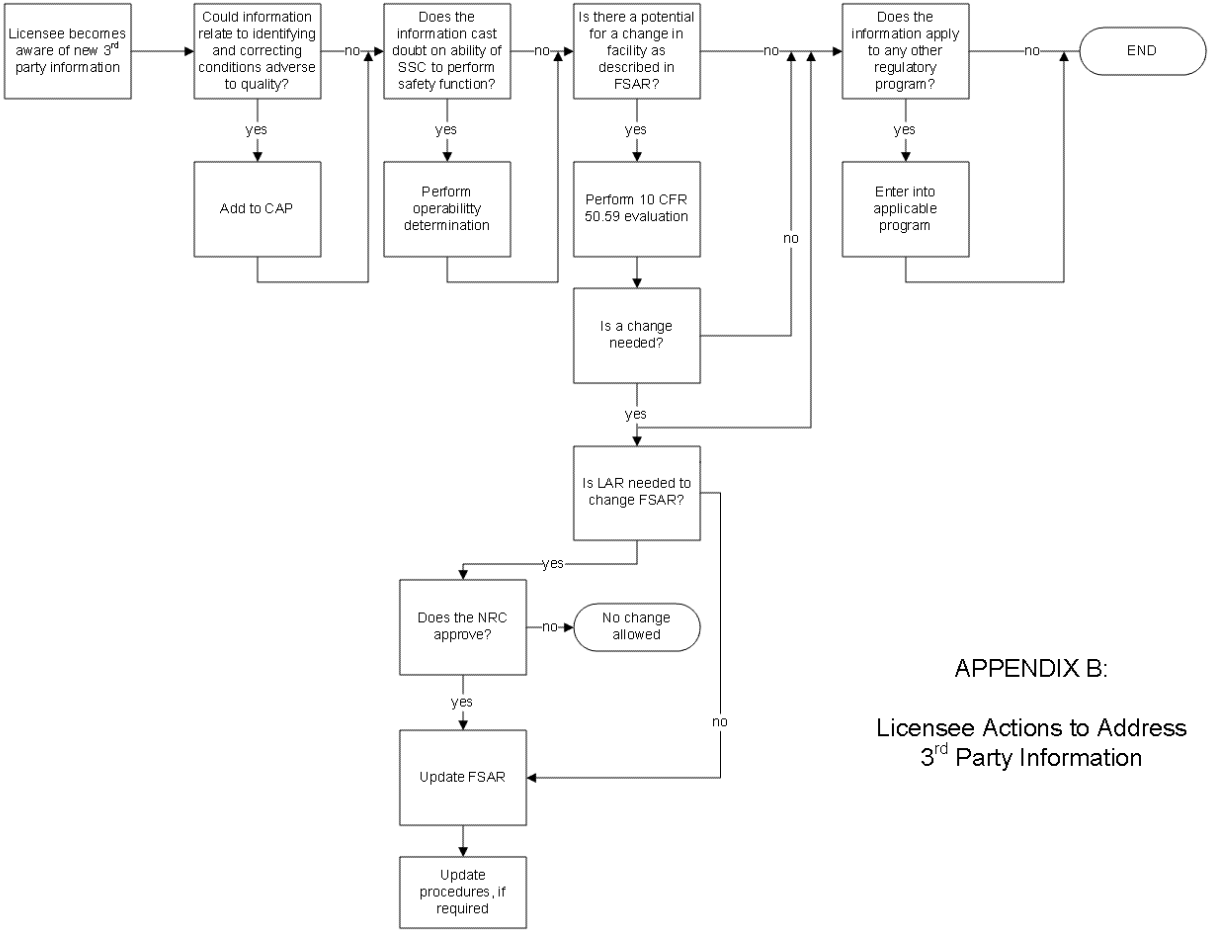 Licensee becomes
aware of new 3rd
party information
Could information
relate to identifying
and correcting
conditions adverse
to quality?
no
Does the
information cast
doubt on ability of
SSC to perform
safety function?
no
Is there a potential
for a change in
facility as
described in
FSAR?
no
Does the
information apply
to any other
regulatory
program?
no
END
yes
yes
yes
yes
Add to CAP
Perform
operabilitty
determination
Perform 10 CFR
50.59 evaluation
Enter into
applicable
program
no
Is a change
needed?
yes
Is LAR needed to
change FSAR?
yes
Does the NRC
approve?
no
No change
allowed
yes
no
Update FSAR
Update
procedures, if
required
APPENDIX B:
Licensee Actions to Address
3rd Party Information